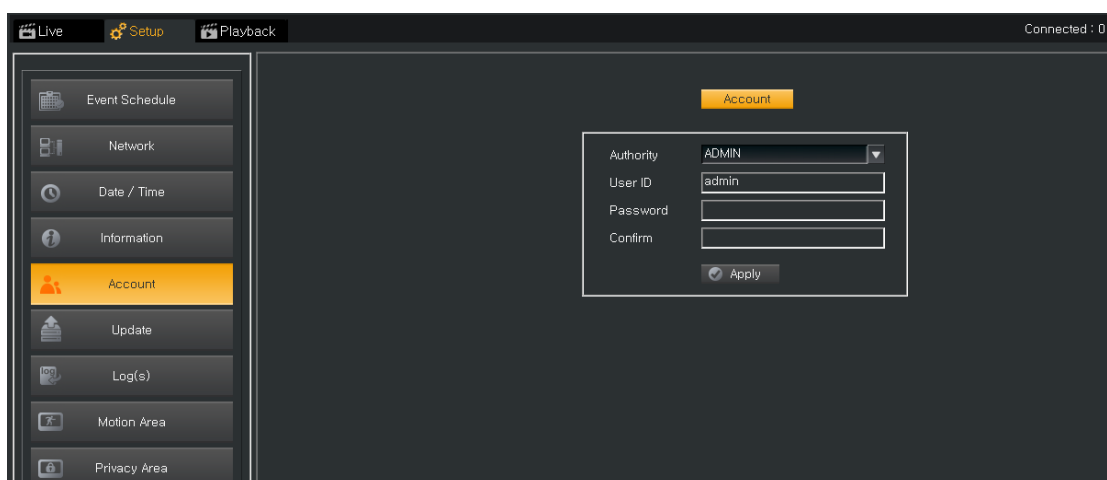 Live Setup Playback Connected : 0
Event Schedule
Network
Date / Time
Information
Account
Update
log Log(s)
Motion Area
Privacy Area
Account
Authority ADMIN
User ID admin
Password
Confirm
Apply